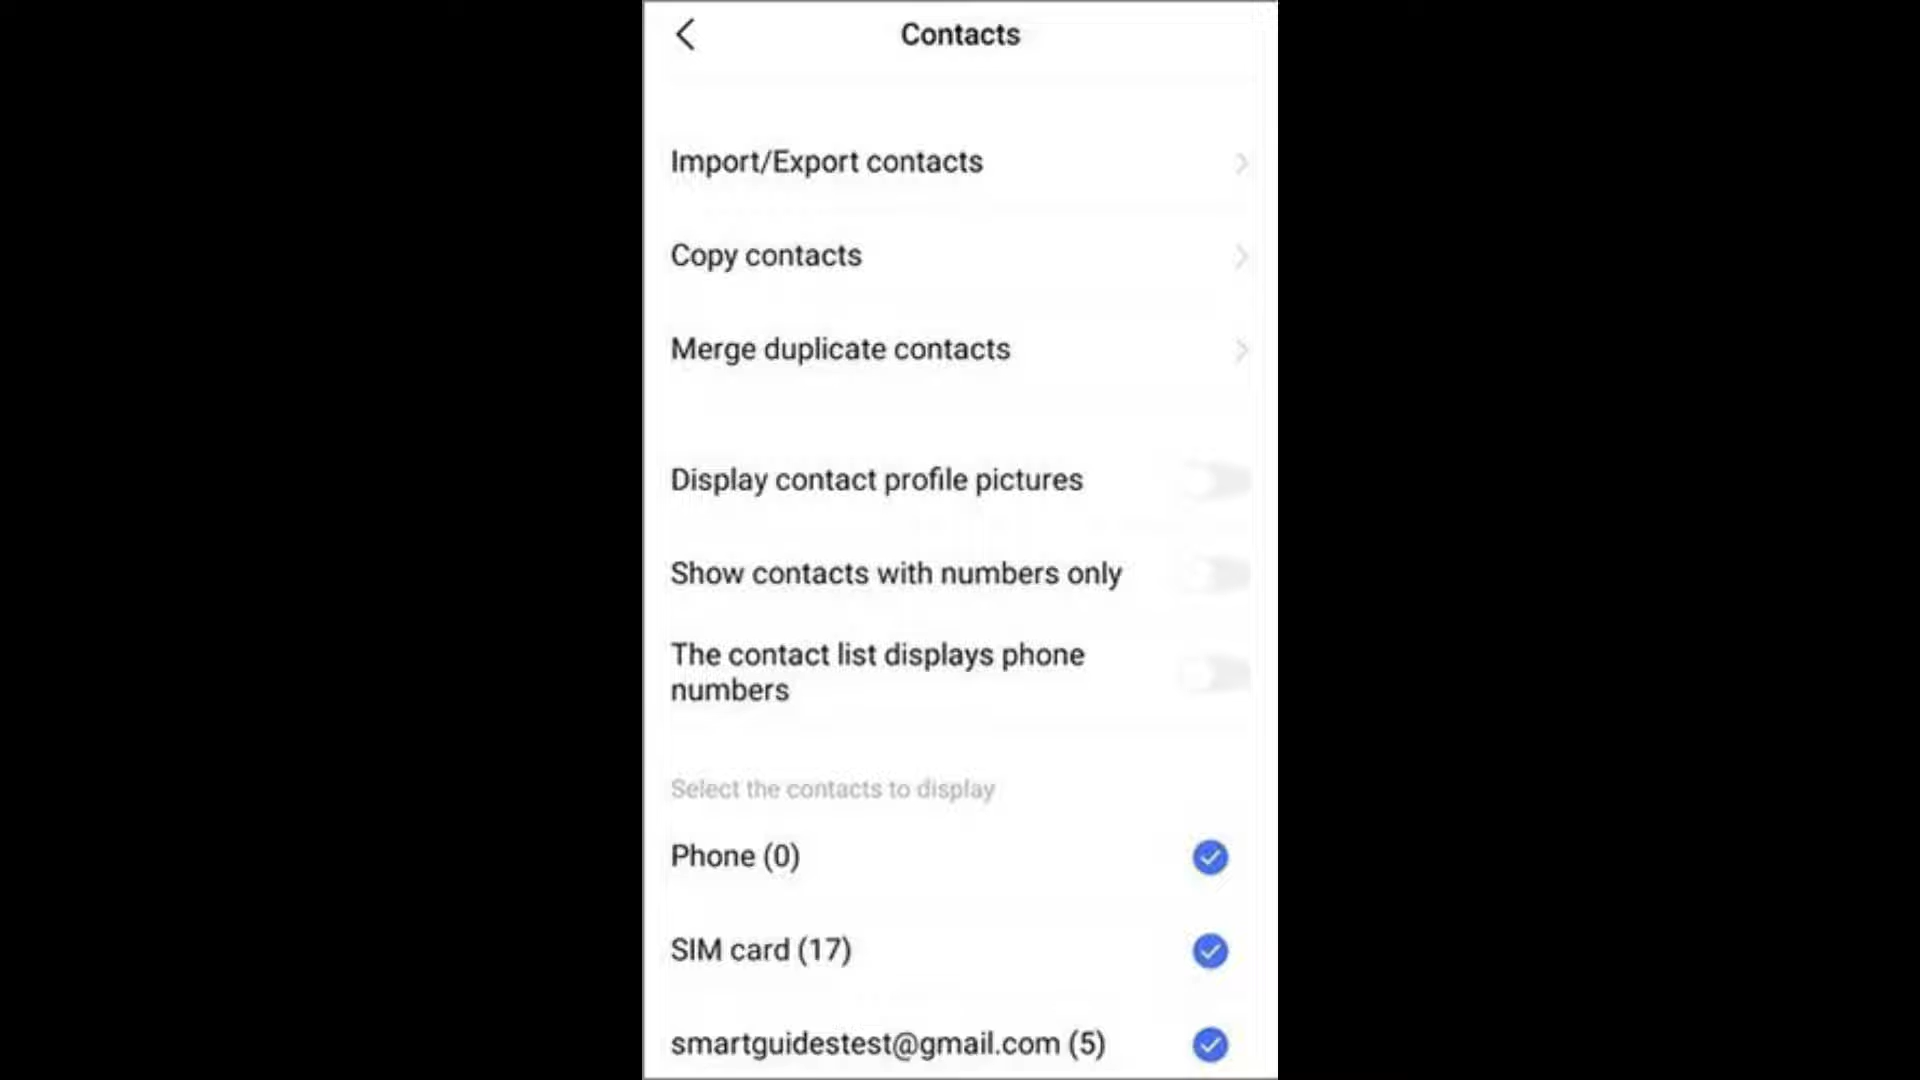 Contacts
Import/Export contacts
Copy contacts
Merge duplicate contacts
Display contact profile pictures
Show contacts with numbers only
The contact list displays phone
numbers
Select the contacts to display
Phone (0)
SIM card (17)
smartguidestest@gmail.com (5)